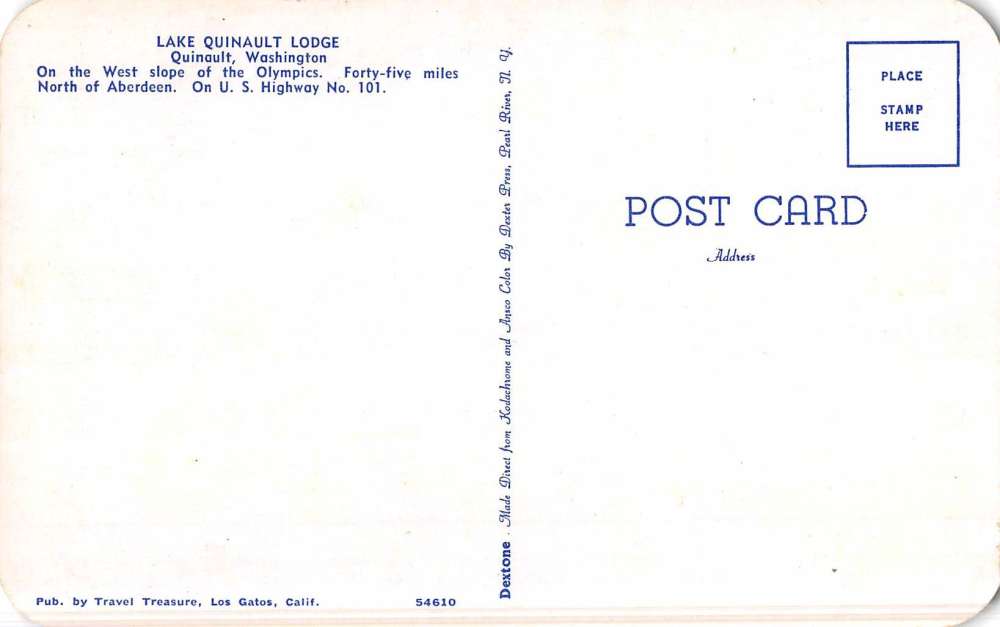 LAKE QUINAULT LODGE
Quinault, Washington
On the West slope of the Olympics. Forty-five miles
North of Aberdeen. On U. S. Highway No. 101.
Pub. by Travel Treasure, Los Gatos, Calif. 54610
Dextone . Made Direct from Kodachrome and Ansco Color By Dexter Press, Pearl River, N. Y.
PLACE
STAMP
HERE
POST CARD
Address